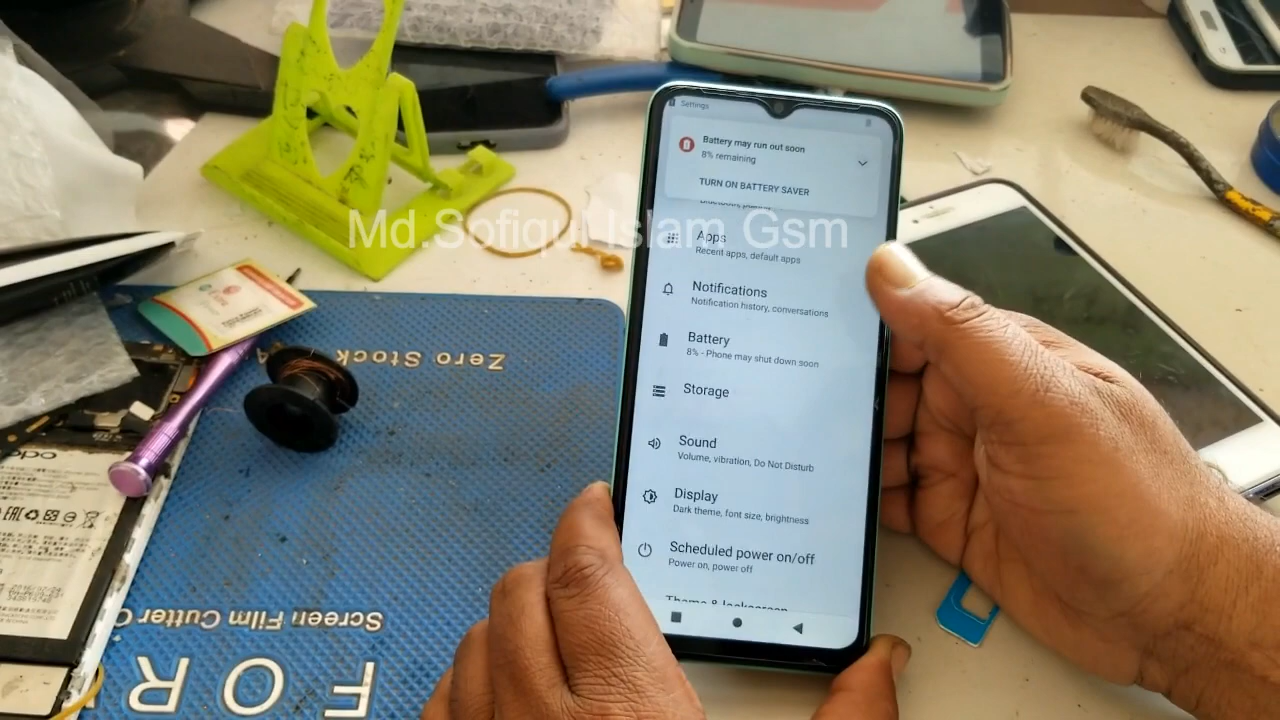 Settings
Battery may run out soon
8% remaining
TURN ON BATTERY SAVER
Md.Sofiqul Islam Gsm
Apps
Recent apps, default apps
Notifications
Notification history, conversations
Battery
8% - Phone may shut down soon
Storage
Sound
Volume, vibration, Do Not Disturb
Display
Dark theme, font size, brightness
Scheduled power on/off
Power on, power off
Theme & lockscreen
Zero Stock
Screen Film Cutter
FOR